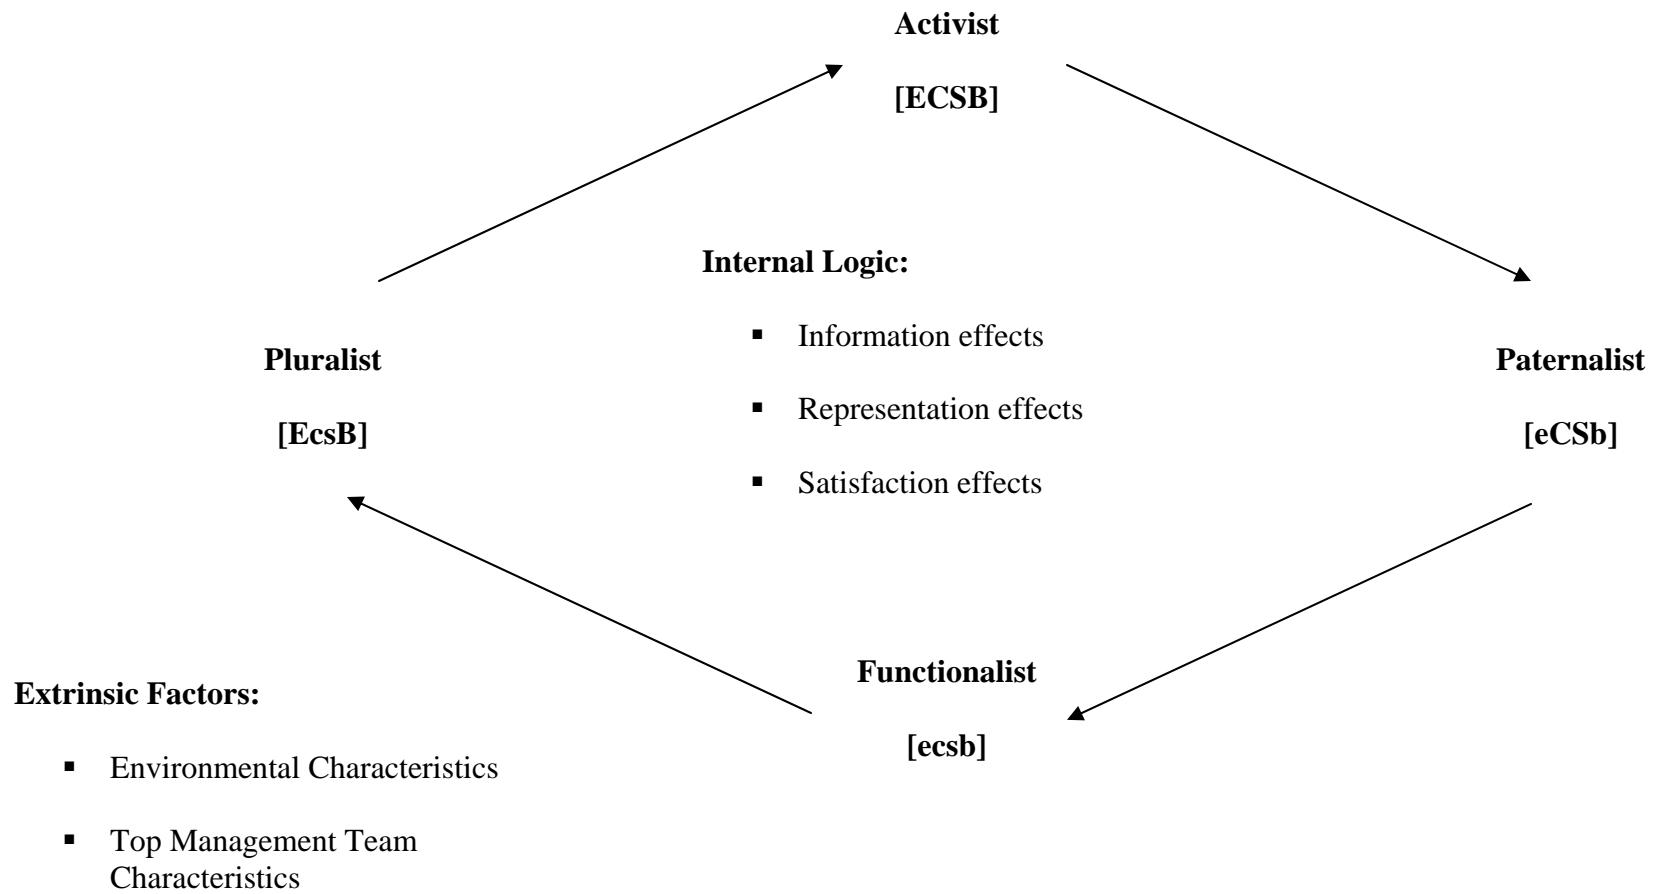 Activist
[ECSB]
Internal Logic:
▪ Information effects
▪ Representation effects
▪ Satisfaction effects
Pluralist
[EcsB]
Paternalist
[eCSb]
Functionalist
[ecsb]
Extrinsic Factors:
▪ Environmental Characteristics
▪ Top Management Team
Characteristics